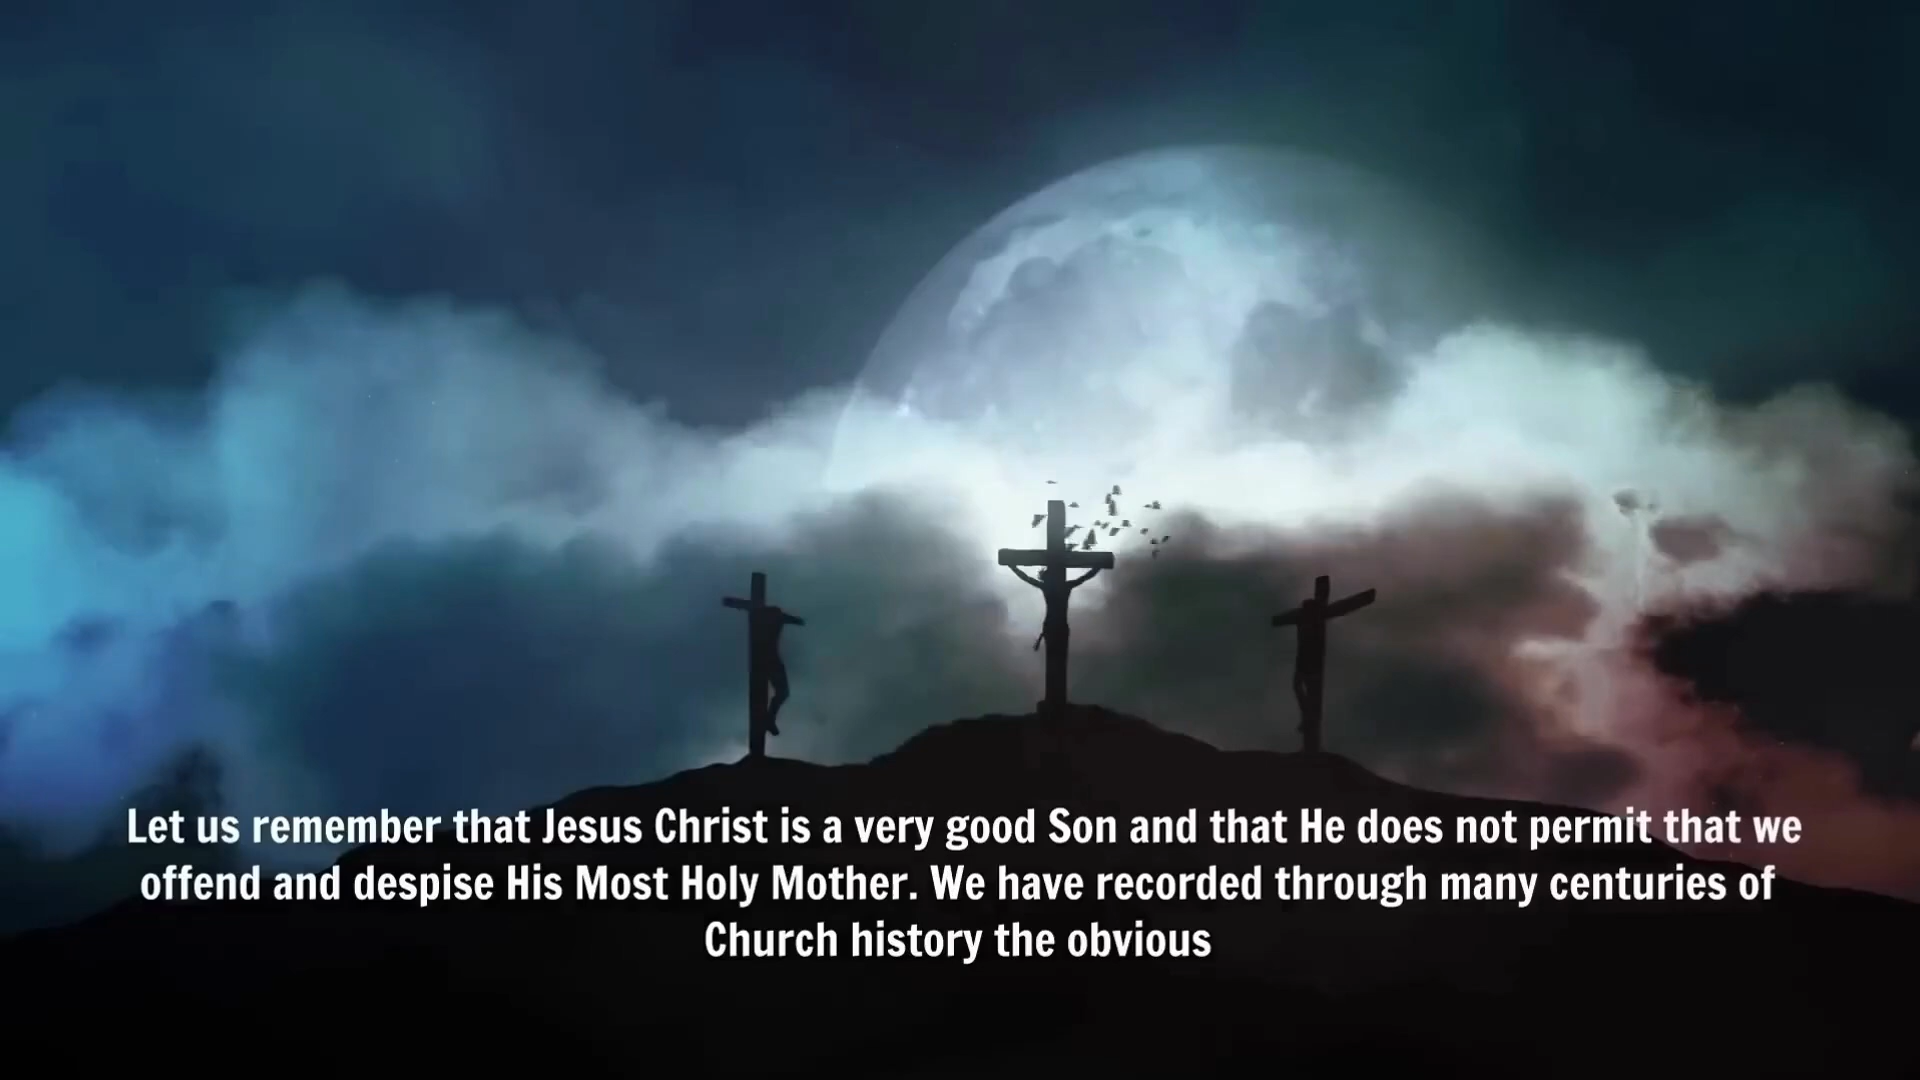 Let us remember that Jesus Christ is a very good Son and that He does not permit that we
offend and despise His Most Holy Mother. We have recorded through many centuries of
Church history the obvious